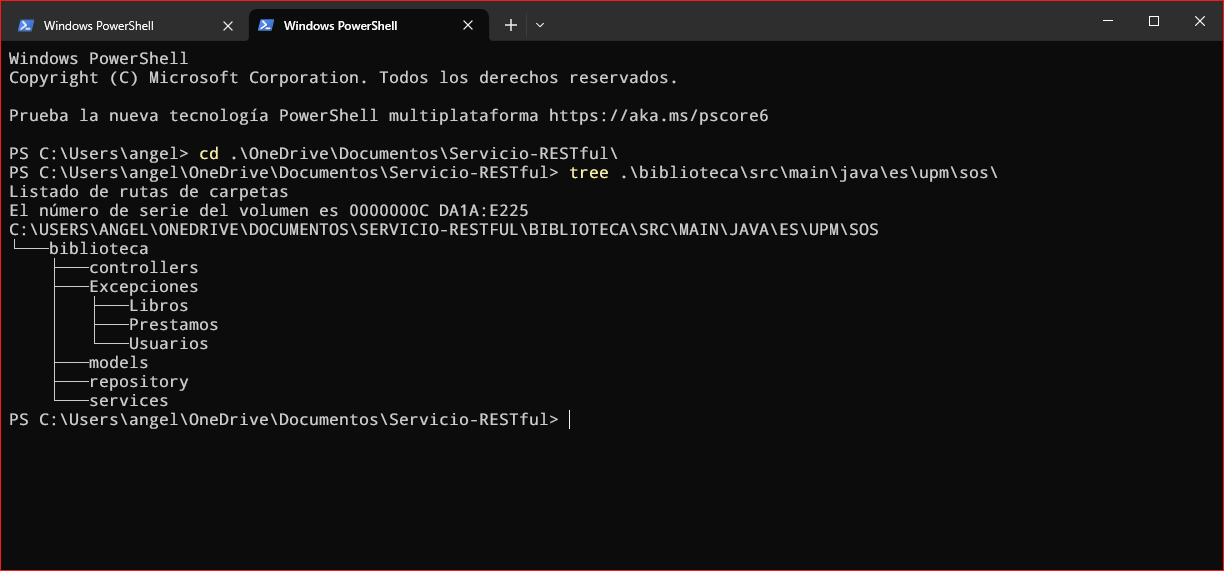 Windows PowerShell
Windows PowerShell
Windows PowerShell
Copyright (C) Microsoft Corporation. Todos los derechos reservados.
Prueba la nueva tecnología PowerShell multiplataforma https://aka.ms/pscore6
PS C:\Users\angel> cd .\OneDrive\Documentos\Servicio-RESTful\
PS C:\Users\angel\OneDrive\Documentos\Servicio-RESTful> tree .\biblioteca\src\main\java\es\upm\sos\
Listado de rutas de carpetas
El número de serie del volumen es 0000000C DA1A:E225
C:\USERS\ANGEL\ONEDRIVE\DOCUMENTOS\SERVICIO-RESTFUL\BIBLIOTECA\SRC\MAIN\JAVA\ES\UPM\SOS
└───biblioteca
    ├───controllers
    ├───Excepciones
    │   ├───Libros
    │   ├───Prestamos
    │   └───Usuarios
    ├───models
    ├───repository
    └───services
PS C:\Users\angel\OneDrive\Documentos\Servicio-RESTful>